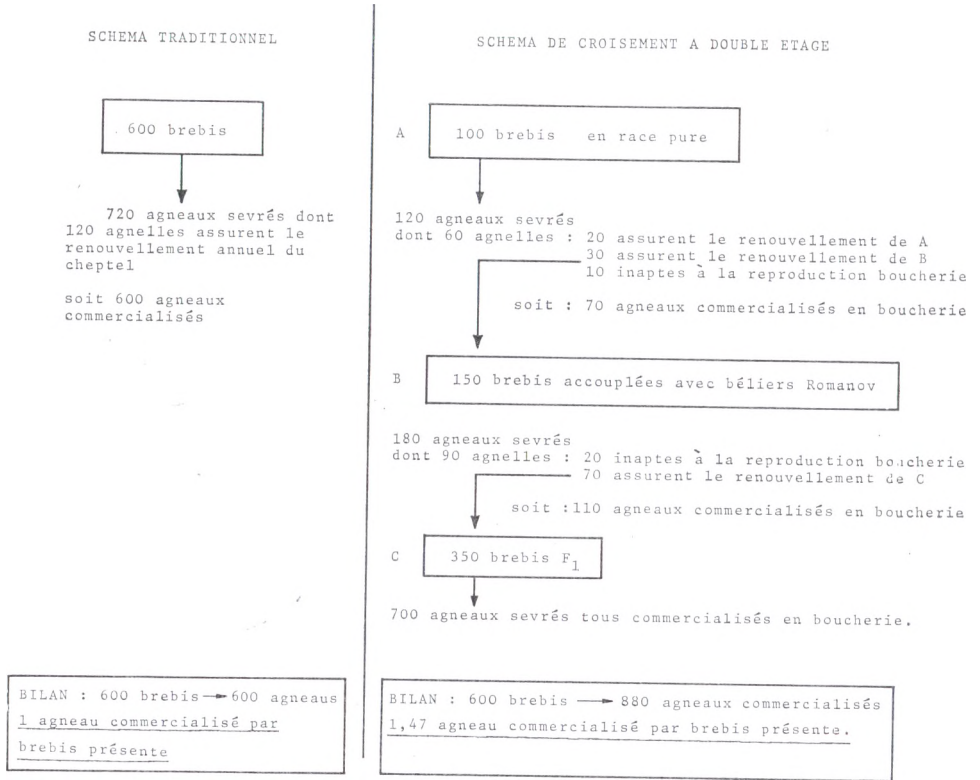 SCHEMA TRADITIONNEL
600 brebis
720 agneaux sevrés dont
120 agnelles assurent le
renouvellement annuel du
cheptel
soit 600 agneaux
commercialisés
BILAN : 600 brebis → 600 agneaus
1 agneau commercialisé par
brebis présente
SCHEMA DE CROISEMENT A DOUBLE ETAGE
A 100 brebis en race pure
120 agneaux sevrés
dont 60 agnelles : 20 assurent le renouvellement de A
30 assurent le renouvellement de B
10 inaptes à la reproduction boucherie
soit : 70 agneaux commercialisés en boucherie
B 150 brebis accouplées avec béliers Romanov
180 agneaux sevrés
dont 90 agnelles : 20 inaptes à la reproduction boucherie
70 assurent le renouvellement de C
soit :110 agneaux commercialisés en boucherie
C 350 brebis F1
700 agneaux sevrés tous commercialisés en boucherie.
BILAN : 600 brebis → 880 agneaux commercialisés
1,47 agneau commercialisé par brebis présente.